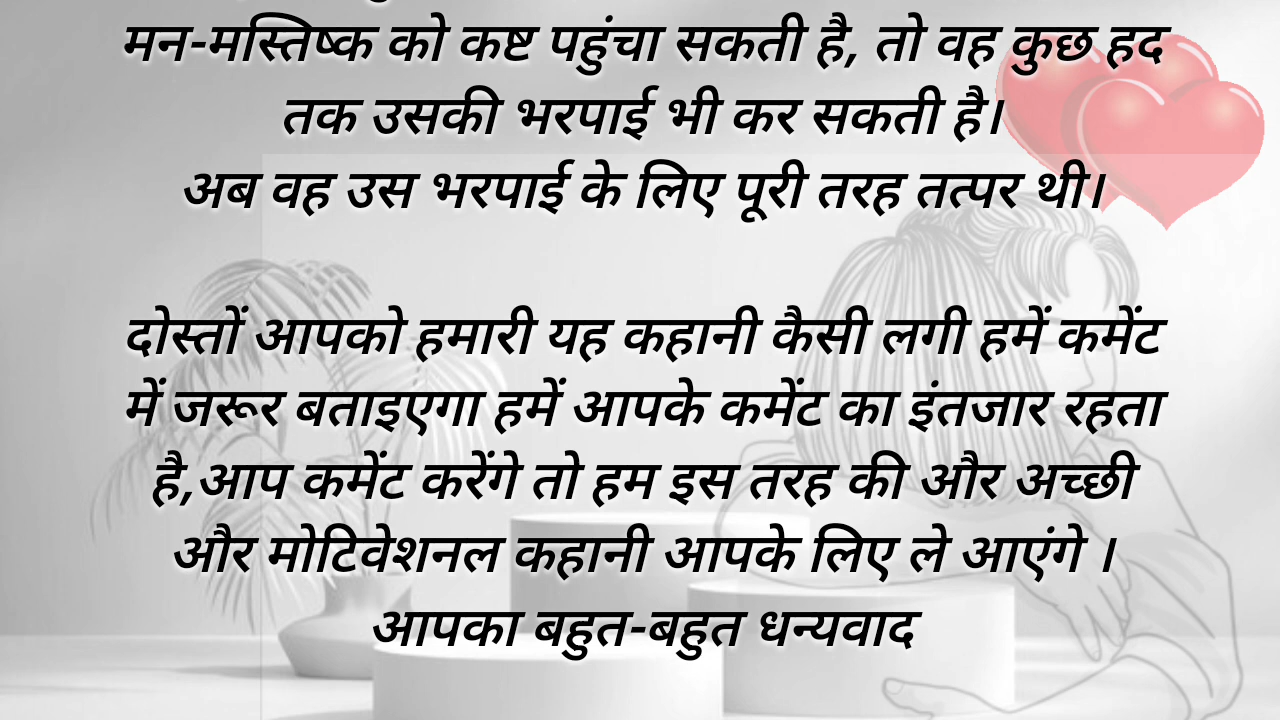 मन-मस्तिष्क को कष्ट पहुंचा सकती है, तो वह कुछ हद
तक उसकी भरपाई भी कर सकती है।
अब वह उस भरपाई के लिए पूरी तरह तत्पर थी।
दोस्तों आपको हमारी यह कहानी कैसी लगी हमें कमेंट
में जरूर बताइएगा हमें आपके कमेंट का इंतजार रहता
है,आप कमेंट करेंगे तो हम इस तरह की और अच्छी
और मोटिवेशनल कहानी आपके लिए ले आएंगे ।
आपका बहुत-बहुत धन्यवाद